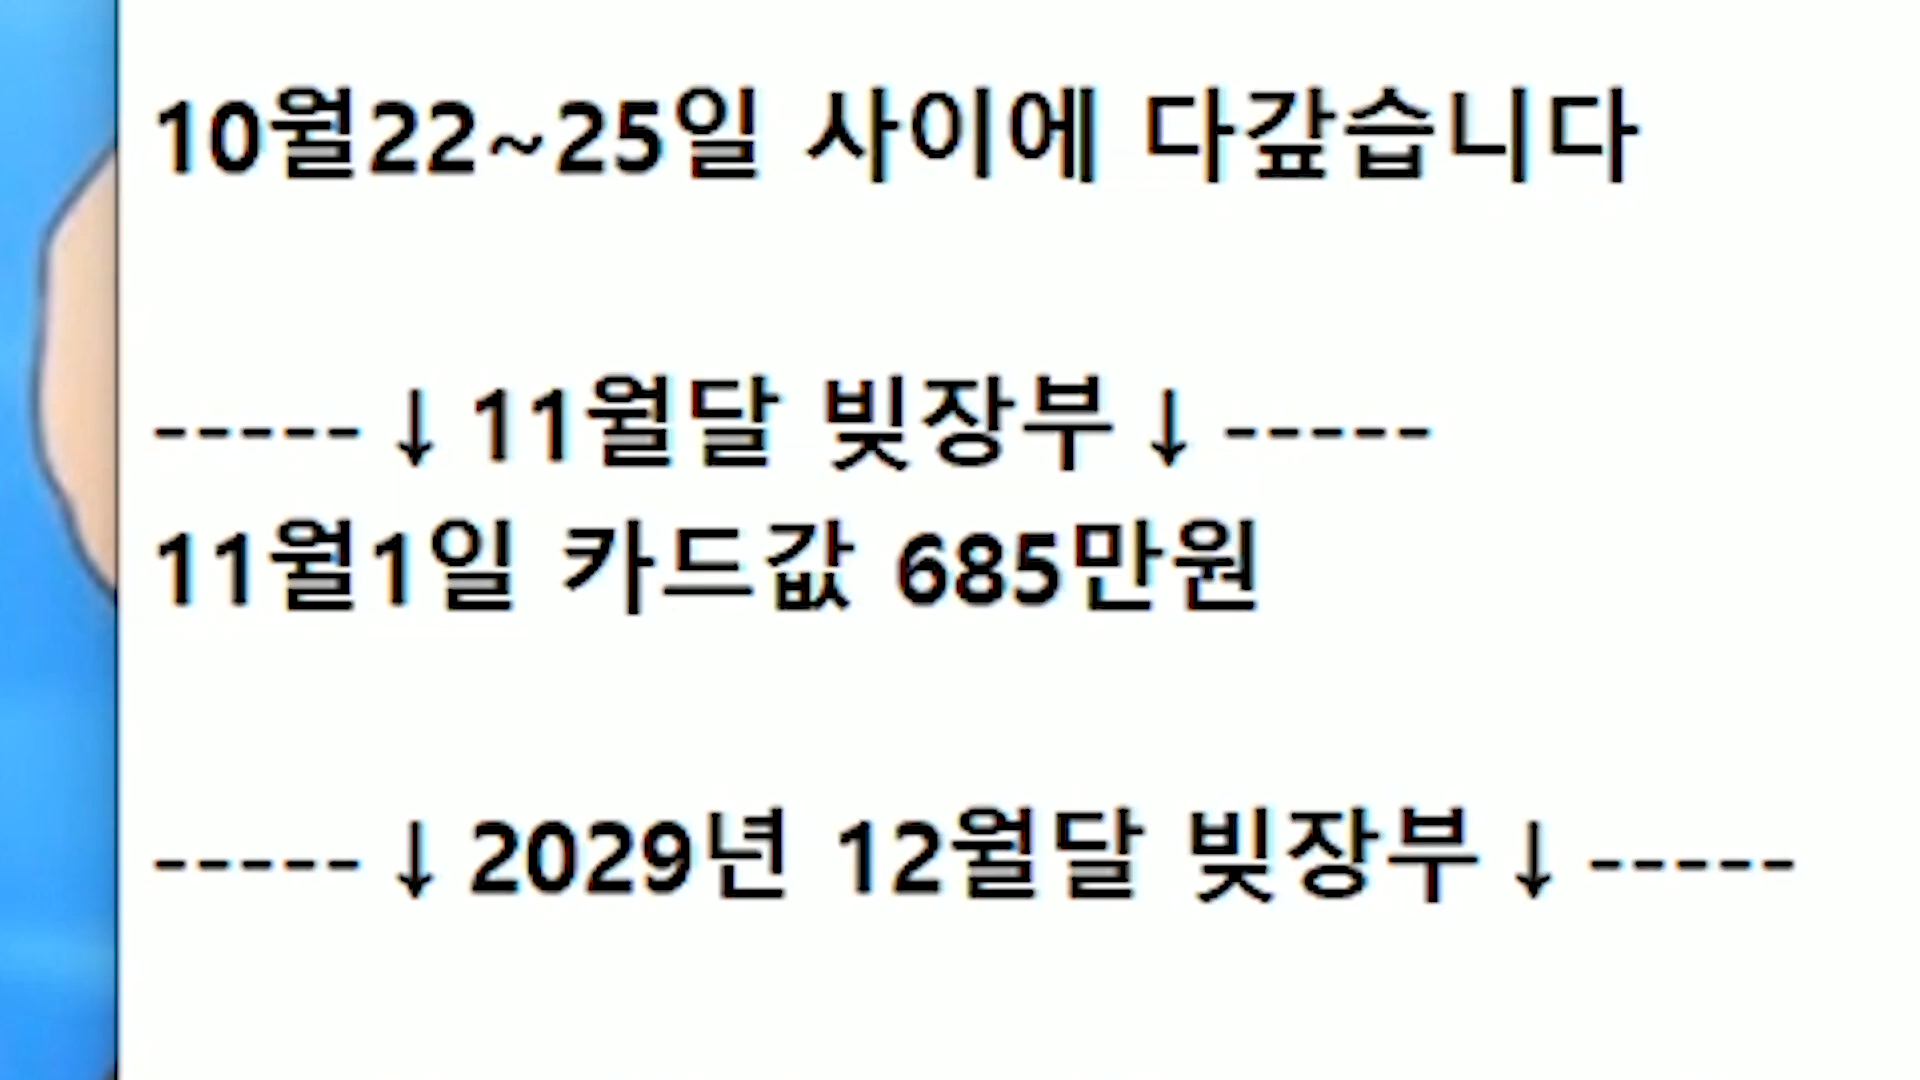 10월22~25일 사이에 다갚습니다
-----↓11월달 빚장부↓-----
11월1일 카드값 685만원
-----↓2029년 12월달 빚장부↓-----